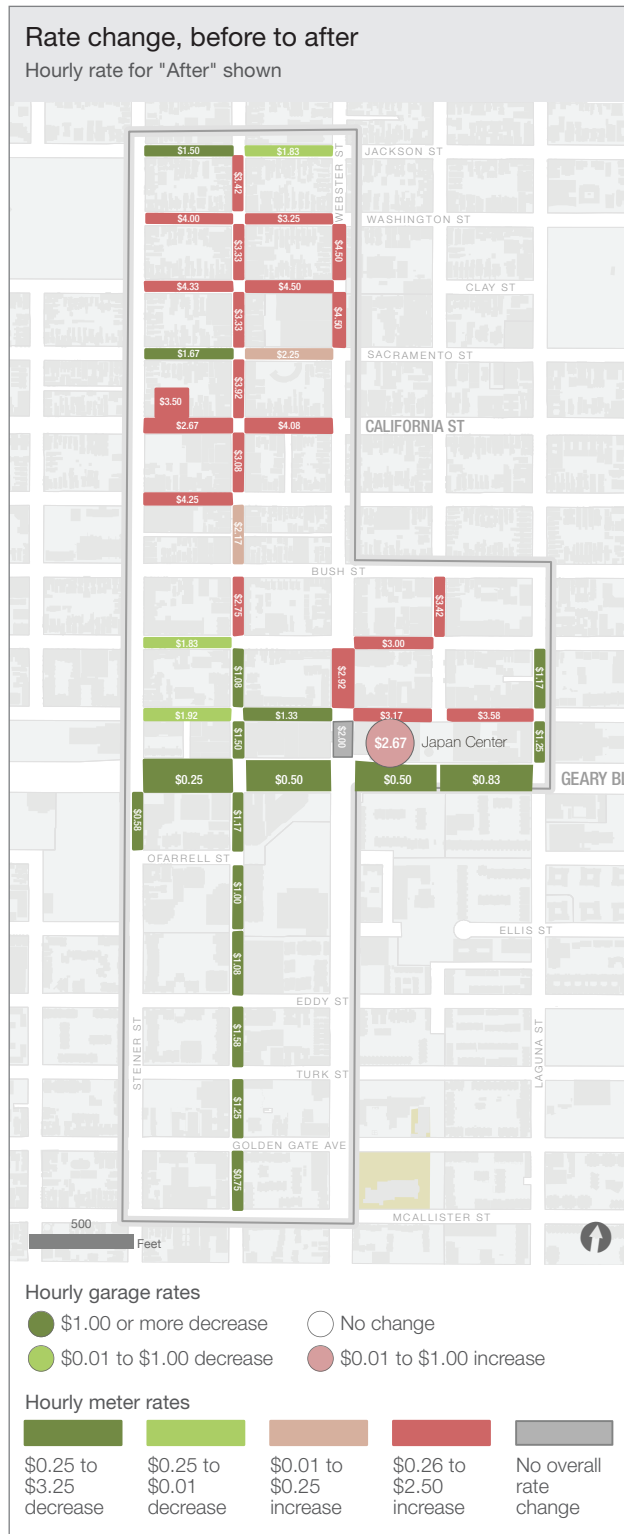 Rate change, before to after
Hourly rate for "After" shown
$1.50
$1.83
JACKSON ST
WEBSTER ST
$3.42
$4.00
$3.25
WASHINGTON ST
$3.33
$4.50
$4.33
$4.50
CLAY ST
$3.33
$4.50
$1.67
$2.25
SACRAMENTO ST
$3.92
$3.50
$2.67
$4.08
CALIFORNIA ST
$3.08
$4.25
$2.17
BUSH ST
$2.75
$3.42
$1.83
$3.00
$1.08
$2.92
$1.17
$1.92
$1.33
$3.17
$3.58
$1.50
$2.00
$2.67
Japan Center
$1.25
$0.25
$0.50
$0.50
$0.83
GEARY BL
$0.58
$1.17
OFARRELL ST
$1.00
ELLIS ST
$1.08
EDDY ST
STEINER ST
$1.58
LAGUNA ST
TURK ST
$1.25
GOLDEN GATE AVE
$0.75
MCALLISTER ST
500
Feet
Hourly garage rates
$1.00 or more decrease
No change
$0.01 to $1.00 decrease
$0.01 to $1.00 increase
Hourly meter rates
$0.25 to
$3.25
decrease
$0.25 to
$0.01
decrease
$0.01 to
$0.25
increase
$0.26 to
$2.50
increase
No overall
rate
change